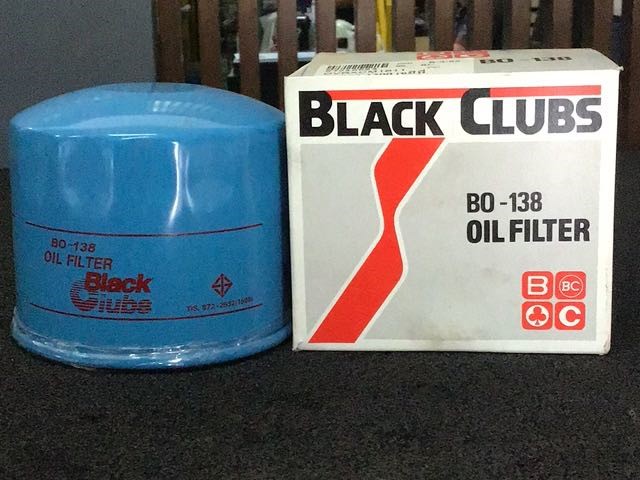 BO-138
OIL FILTER
Black
Clubs
BO-138
BLACK CLUBS
BO-138
OIL FILTER
B
BC
C